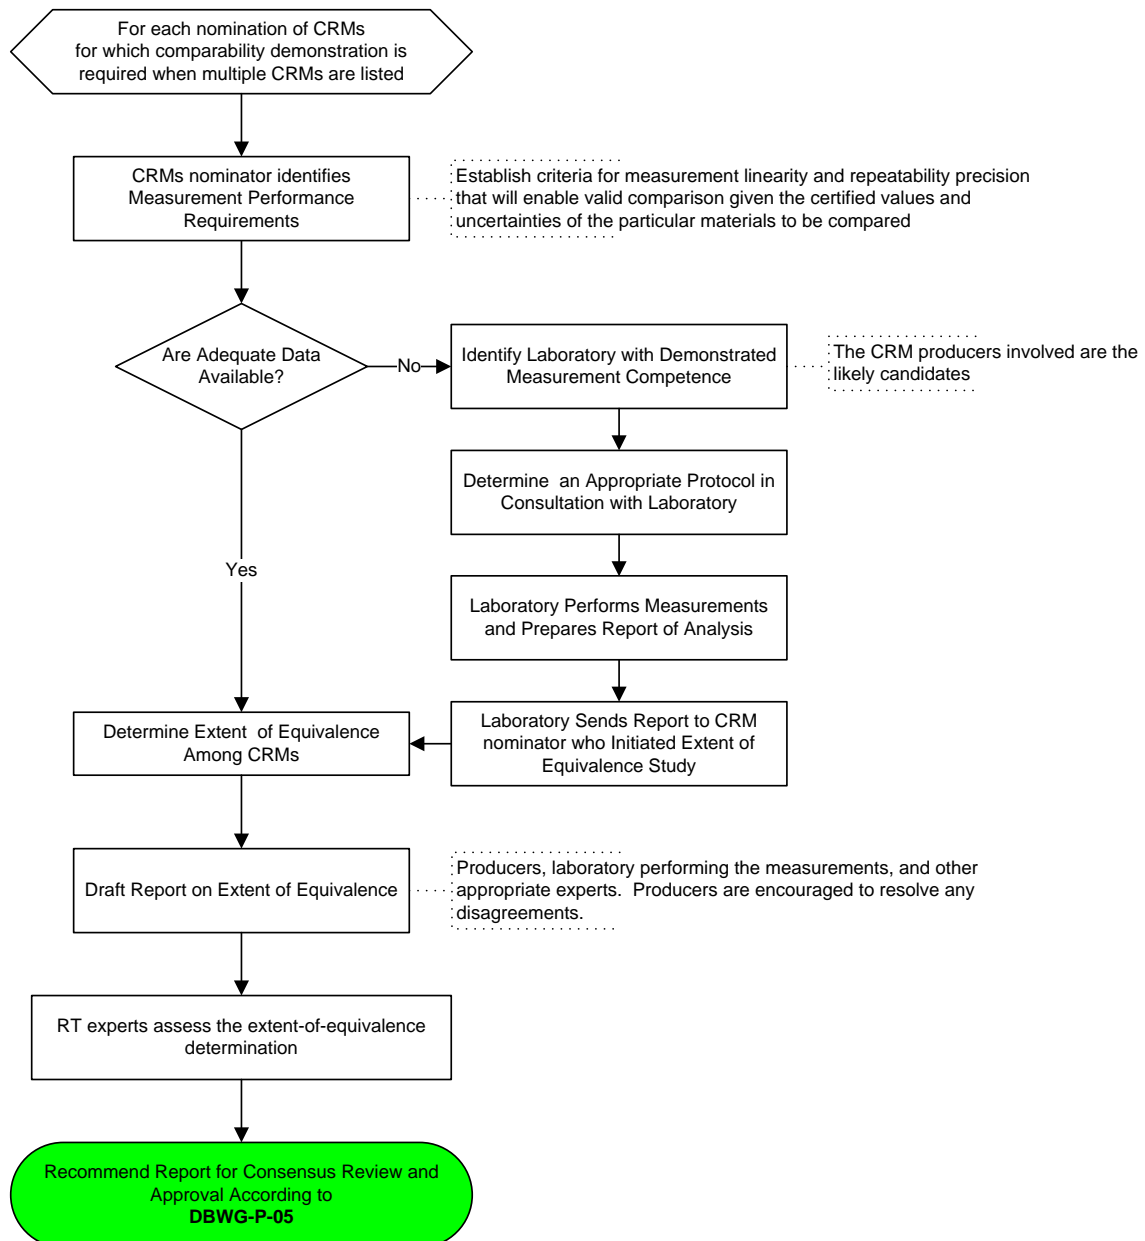 For each nomination of CRMs
for which comparability demonstration is
required when multiple CRMs are listed
CRMs nominator identifies
Measurement Performance
Requirements
Establish criteria for measurement linearity and repeatability precision
that will enable valid comparison given the certified values and
uncertainties of the particular materials to be compared
Are Adequate Data
Available?
No
Identify Laboratory with Demonstrated
Measurement Competence
The CRM producers involved are the
likely candidates
Determine an Appropriate Protocol in
Consultation with Laboratory
Yes
Laboratory Performs Measurements
and Prepares Report of Analysis
Laboratory Sends Report to CRM
nominator who Initiated Extent of
Equivalence Study
Determine Extent of Equivalence
Among CRMs
Draft Report on Extent of Equivalence
Producers, laboratory performing the measurements, and other
appropriate experts. Producers are encouraged to resolve any
disagreements.
RT experts assess the extent-of-equivalence
determination
Recommend Report for Consensus Review and
Approval According to
DBWG-P-05